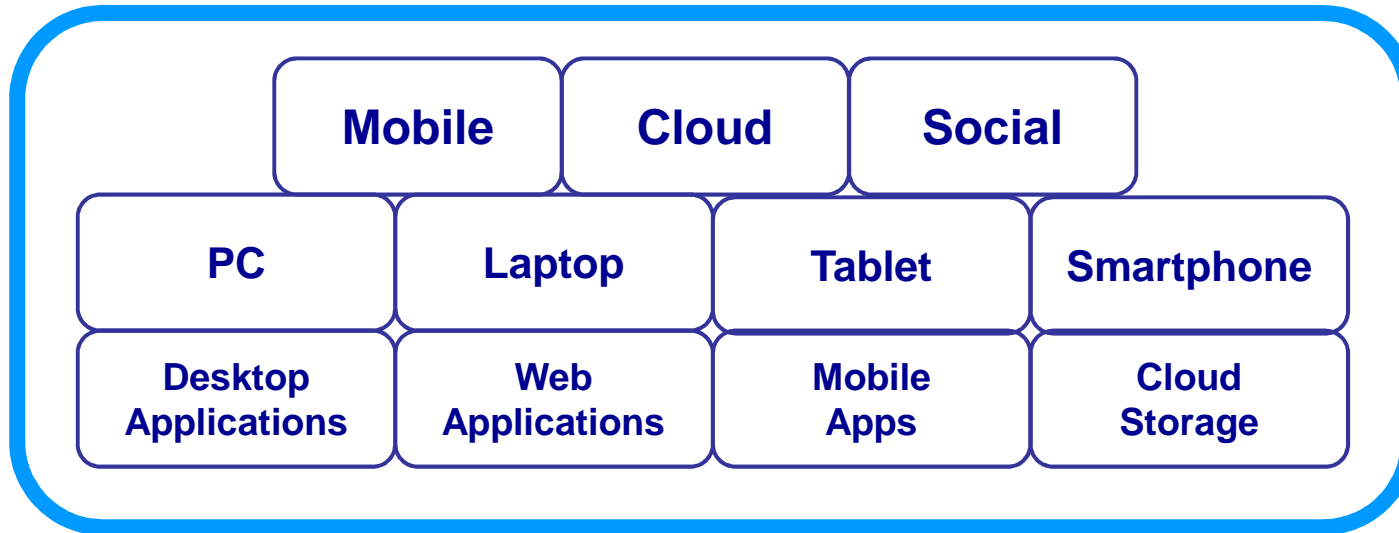 Mobile Cloud Social
PC Laptop Tablet Smartphone
Desktop Applications
Web Applications
Mobile Apps
Cloud Storage